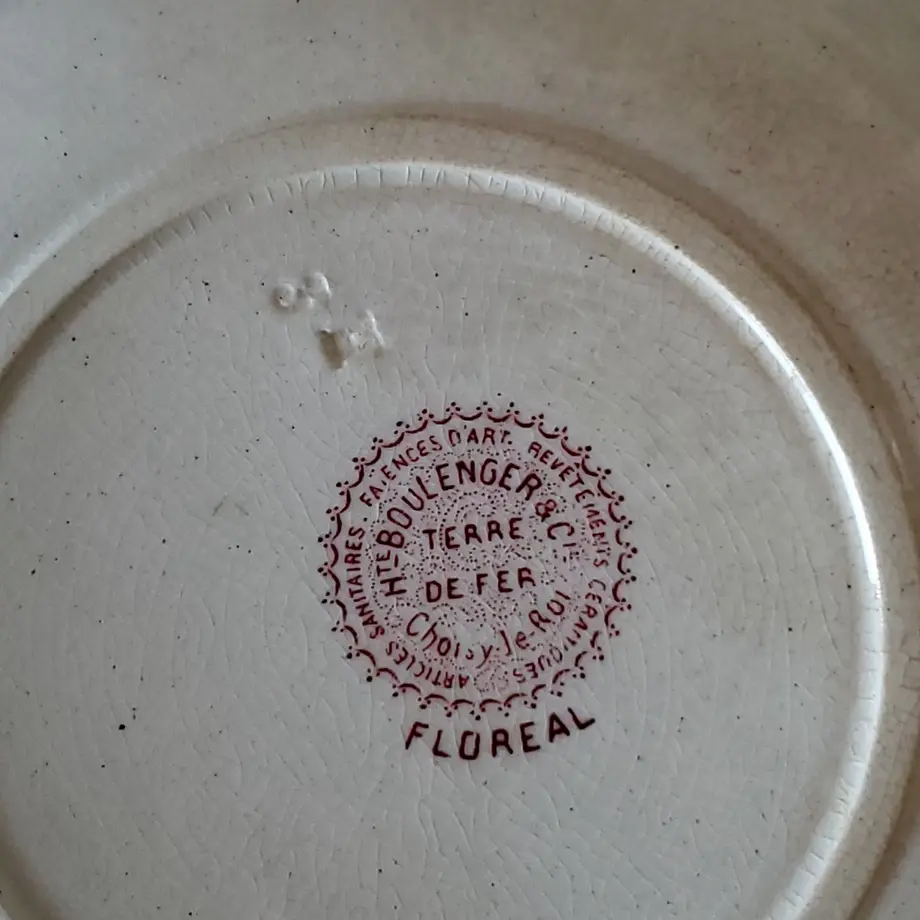 FAIENCES D'ART. REVÊTEMENTS CÉRAMIQUES. ARTICLES SANITAIRES.
HTE BOULENGER & CIE
TERRE
DE FER
Choisy-le-Roi
FLOREAL